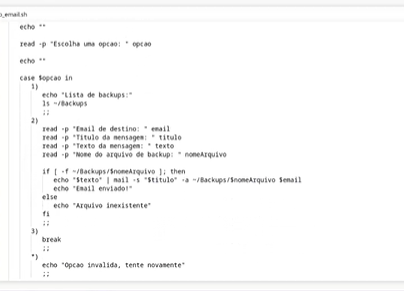 o_email.sh
echo ""
read -p "Escolha uma opcao: " opcao
echo ""
case $opcao in
1)
echo "Lista de backups:"
ls ~/Backups
;;
2)
read -p "Email de destino: " email
read -p "Titulo da mensagem: " titulo
read -p "Texto da mensagem: " texto
read -p "Nome do arquivo de backup: " nomeArquivo
if [ -f ~/Backups/$nomeArquivo ]; then
echo "$texto" | mail -s "$titulo" -a ~/Backups/$nomeArquivo $email
echo "Email enviado!"
else
echo "Arquivo inexistente"
fi
;;
3)
break
;;
*)
echo "Opcao invalida, tente novamente"
;;